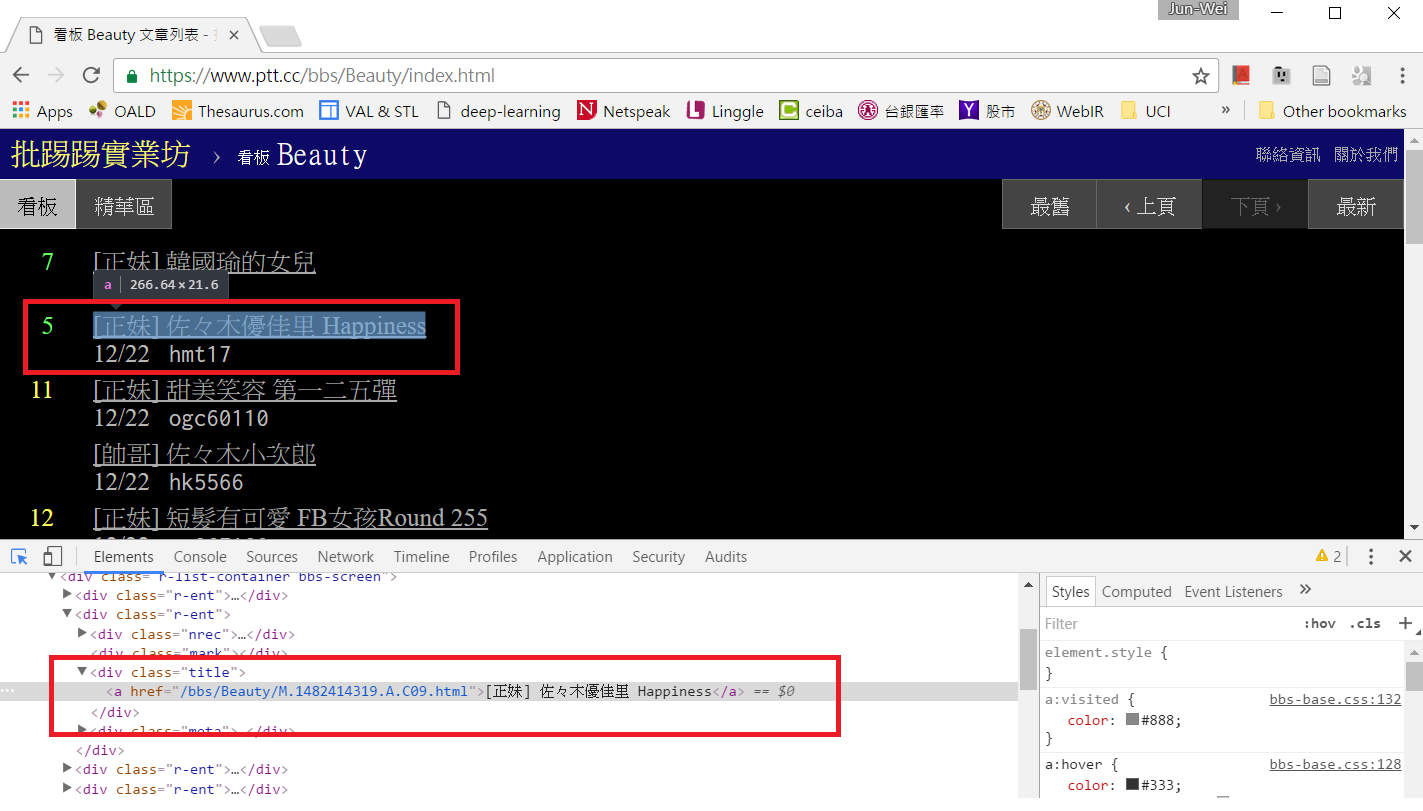 Jun-Wei
看板 Beauty 文章列表 -
https://www.ptt.cc/bbs/Beauty/index.html
Apps OALD Thesaurus.com VAL & STL deep-learning Netspeak Linggle ceiba 台銀匯率 股市 WebIR UCI » Other bookmarks
批踢踢實業坊 › 看板 Beauty 聯絡資訊 關於我們
看板 精華區 最舊 ‹ 上頁 下頁 › 最新
7 [正妹] 韓國瑜的女兒
a 266.64×21.6
5 [正妹] 佐々木優佳里 Happiness
12/22 hmt17
11 [正妹] 甜美笑容 第一二五彈
12/22 ogc60110
[帥哥] 佐々木小次郎
12/22 hk5566
12 [正妹] 短髮有可愛 FB女孩Round 255
Elements Console Sources Network Timeline Profiles Application Security Audits 2
<div class="r-list-container bbs-screen">
<div class="r-ent">…</div>
<div class="r-ent">
<div class="nrec">…</div>
<div class="mark"></div>
<div class="title">
<a href="/bbs/Beauty/M.1482414319.A.C09.html">[正妹] 佐々木優佳里 Happiness</a> == $0
</div>
<div class="meta">…</div>
</div>
<div class="r-ent">…</div>
<div class="r-ent">…</div>
Styles Computed Event Listeners »
Filter :hov .cls +
element.style {
}
a:visited { bbs-base.css:132
color: #888;
}
a:hover { bbs-base.css:128
color: #333;